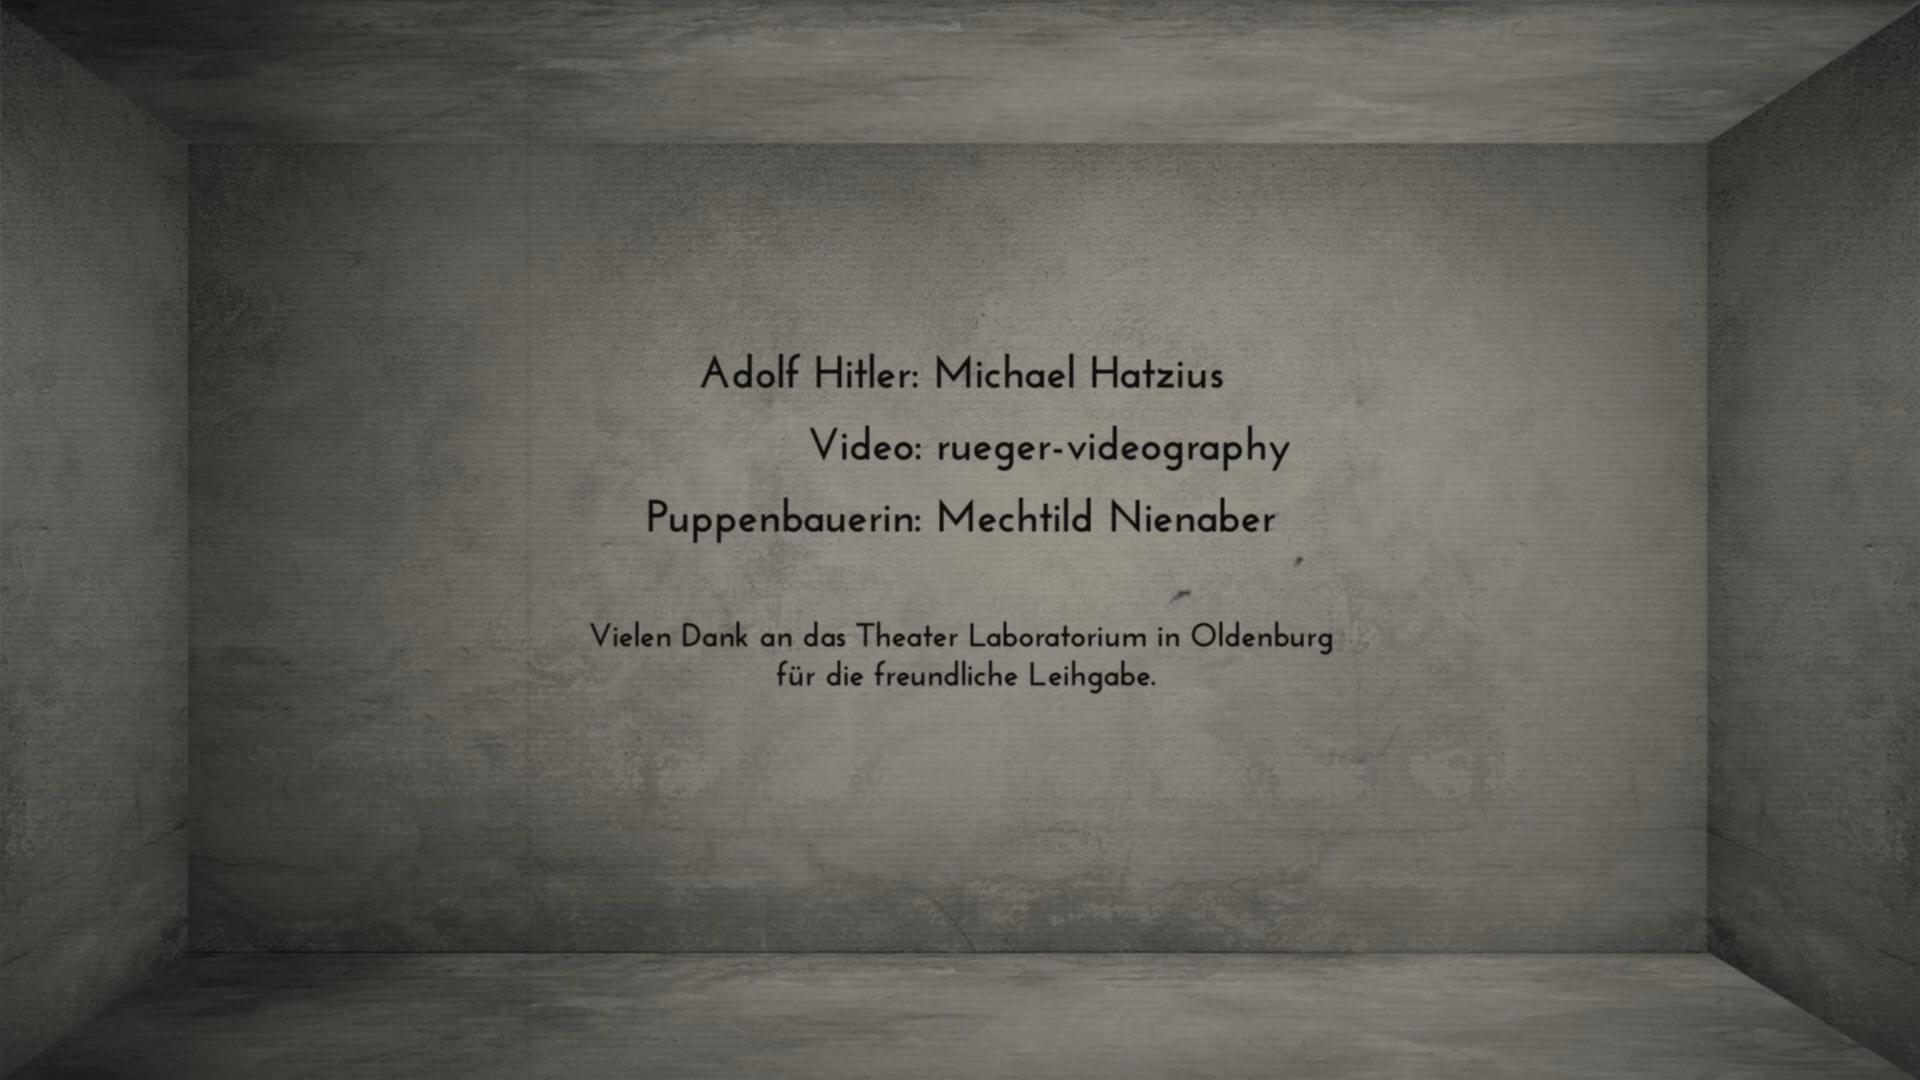 Adolf Hitler: Michael Hatzius
Video: rueger-videography
Puppenbauerin: Mechtild Nienaber
Vielen Dank an das Theater Laboratorium in Oldenburg
für die freundliche Leihgabe.